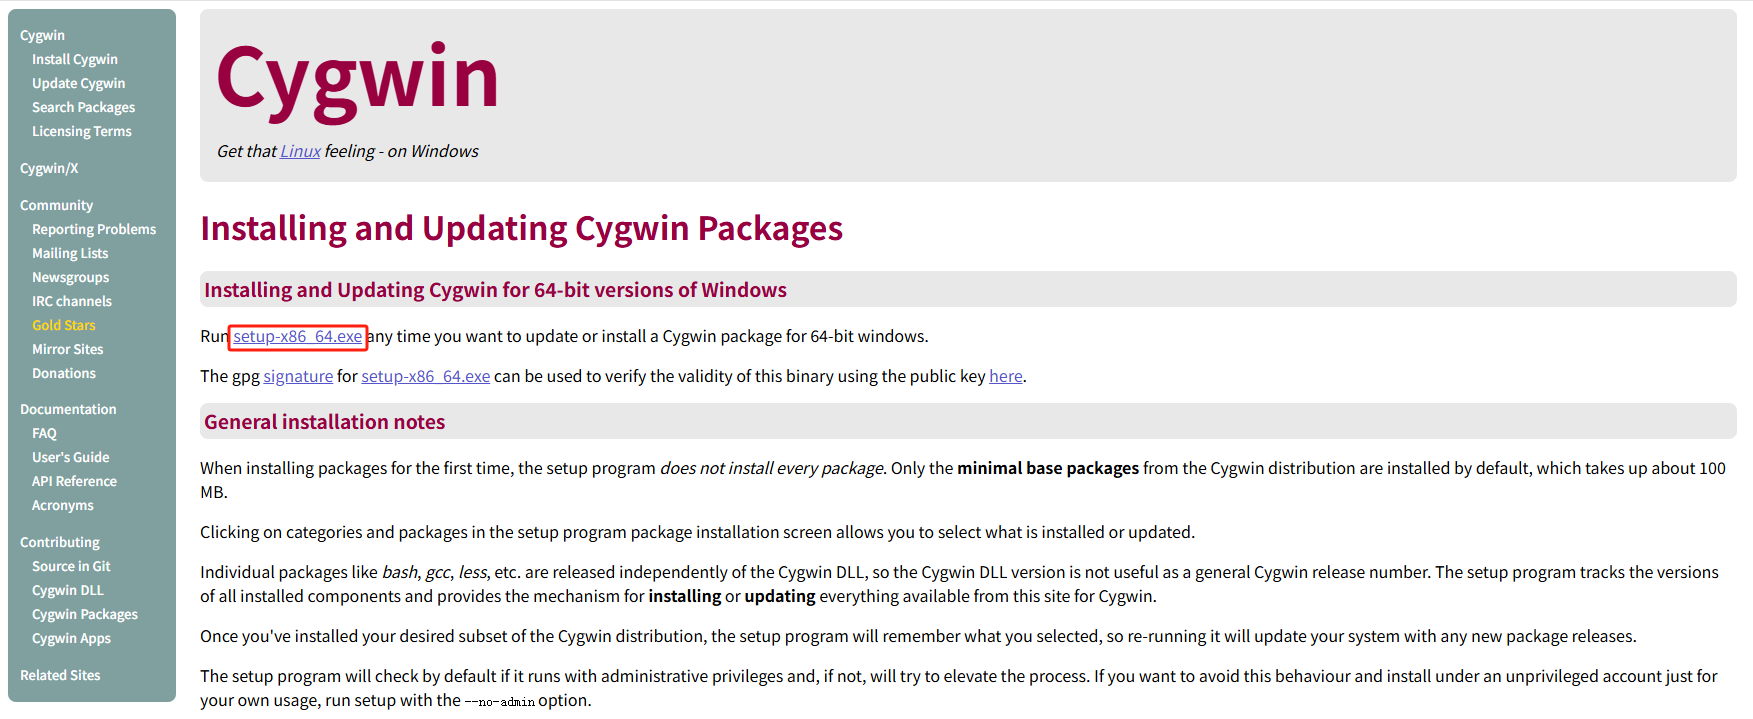 Cygwin
Install Cygwin
Update Cygwin
Search Packages
Licensing Terms
Cygwin/X
Community
Reporting Problems
Mailing Lists
Newsgroups
IRC channels
Gold Stars
Mirror Sites
Donations
Documentation
FAQ
User's Guide
API Reference
Acronyms
Contributing
Source in Git
Cygwin DLL
Cygwin Packages
Cygwin Apps
Related Sites
Cygwin
Get that Linux feeling - on Windows
Installing and Updating Cygwin Packages
Installing and Updating Cygwin for 64-bit versions of Windows
Run setup-x86_64.exe any time you want to update or install a Cygwin package for 64-bit windows.
The gpg signature for setup-x86_64.exe can be used to verify the validity of this binary using the public key here.
General installation notes
When installing packages for the first time, the setup program does not install every package. Only the minimal base packages from the Cygwin distribution are installed by default, which takes up about 100
MB.
Clicking on categories and packages in the setup program package installation screen allows you to select what is installed or updated.
Individual packages like bash, gcc, less, etc. are released independently of the Cygwin DLL, so the Cygwin DLL version is not useful as a general Cygwin release number. The setup program tracks the versions
of all installed components and provides the mechanism for installing or updating everything available from this site for Cygwin.
Once you've installed your desired subset of the Cygwin distribution, the setup program will remember what you selected, so re-running it will update your system with any new package releases.
The setup program will check by default if it runs with administrative privileges and, if not, will try to elevate the process. If you want to avoid this behaviour and install under an unprivileged account just for
your own usage, run setup with the --no-admin option.